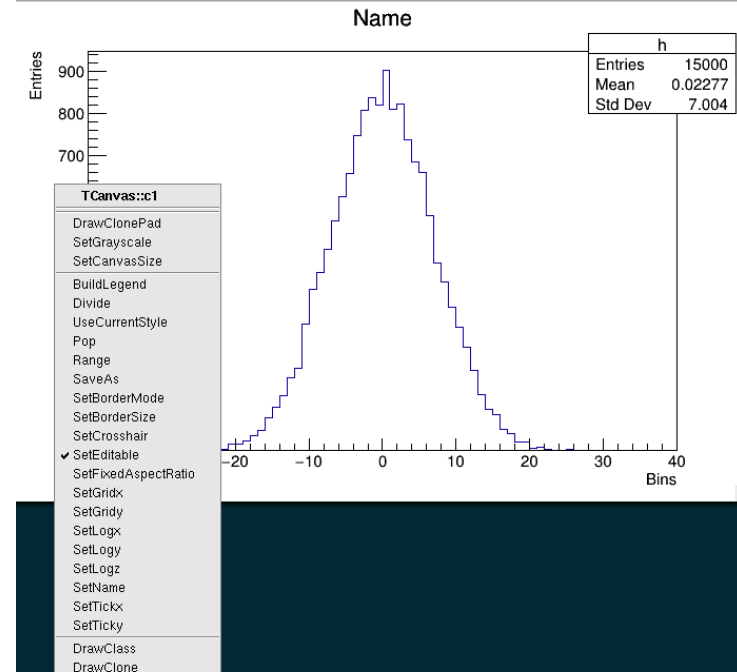 Name
h
Entries 15000
Mean 0.02277
Std Dev 7.004
Entries
900
800
700
TCanvas::c1
DrawClonePad
SetGrayscale
SetCanvasSize
BuildLegend
Divide
UseCurrentStyle
Pop
Range
SaveAs
SetBorderMode
SetBorderSize
SetCrosshair
SetEditable
SetFixedAspectRatio
SetGridx
SetGridy
SetLogx
SetLogy
SetLogz
SetName
SetTickx
SetTicky
DrawClass
DrawClone
−20 −10 0 10 20 30 40
Bins